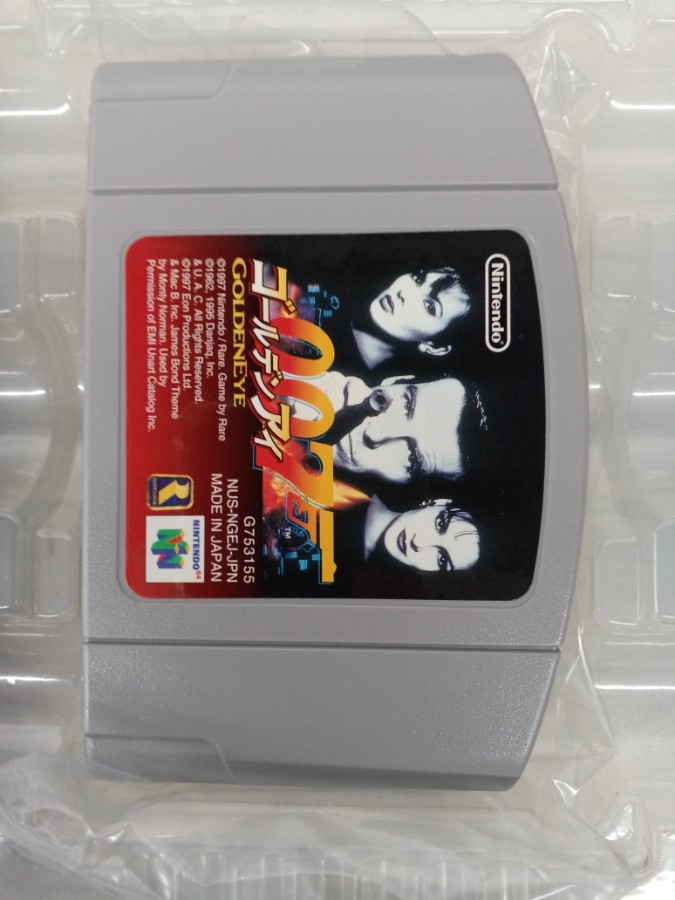 Nintendo
007
ゴールデンアイ
TM
GOLDENEYE
©1997 Nintendo / Rare. Game by Rare
©1962, 1995 Danjaq, Inc.
& U. A. C. All Rights Reserved.
©1997 Eon Productions Ltd.
& Mac B. Inc. James Bond Theme
by Monty Norman. Used by
Permission of EMI Unart Catalog Inc.
G753155
NUS-NGEJ-JPN
MADE IN JAPAN
R
NINTENDO64